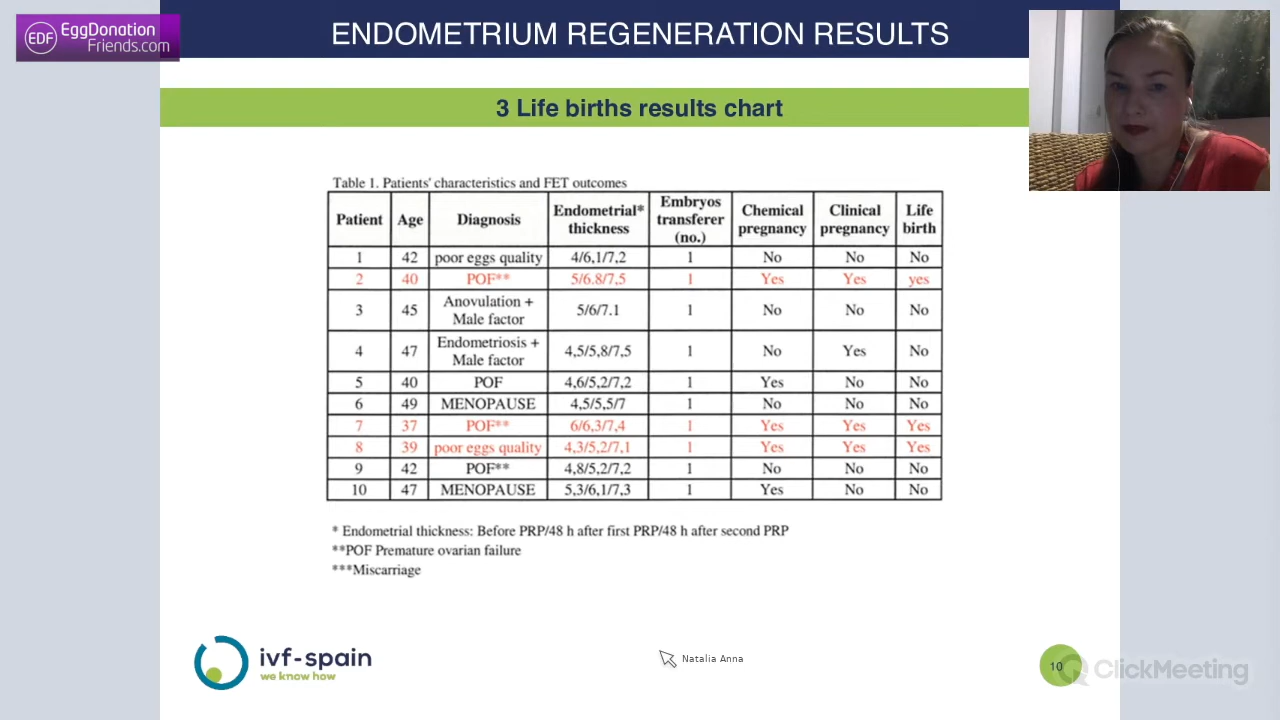 EDF EggDonation
Friends.com
ENDOMETRIUM REGENERATION RESULTS
3 Life births results chart
Table 1. Patients' characteristics and FET outcomes
Patient Age Diagnosis Endometrial* thickness Embryos transferer (no.) Chemical pregnancy Clinical pregnancy Life birth
1 42 poor eggs quality 4/6,1/7,2 1 No No No
2 40 POF** 5/6.8/7,5 1 Yes Yes yes
3 45 Anovulation + Male factor 5/6/7.1 1 No No No
4 47 Endometriosis + Male factor 4,5/5,8/7,5 1 No Yes No
5 40 POF 4,6/5,2/7,2 1 Yes No No
6 49 MENOPAUSE 4,5/5,5/7 1 No No No
7 37 POF** 6/6,3/7,4 1 Yes Yes Yes
8 39 poor eggs quality 4,3/5,2/7,1 1 Yes Yes Yes
9 42 POF** 4,8/5,2/7,2 1 No No No
10 47 MENOPAUSE 5,3/6,1/7,3 1 Yes No No
* Endometrial thickness: Before PRP/48 h after first PRP/48 h after second PRP
**POF Premature ovarian failure
***Miscarriage
ivf-spain
we know how
Natalia Anna
10
ClickMeeting